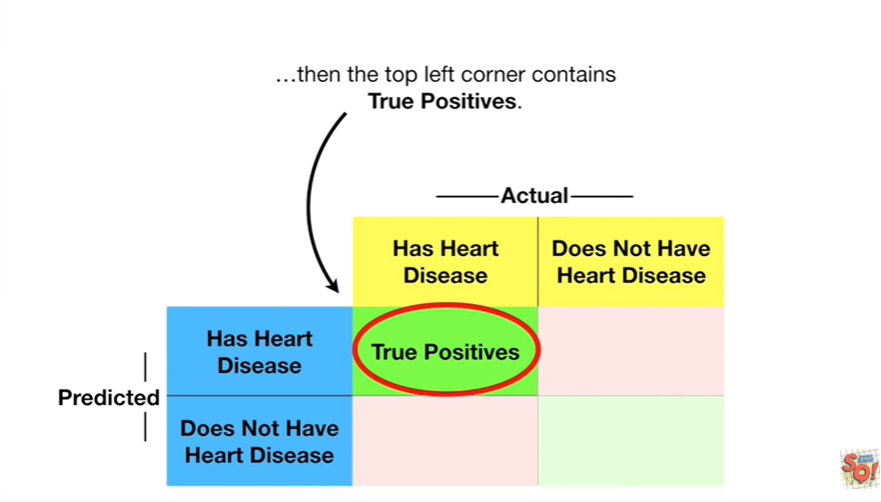 ...then the top left corner contains
True Positives.
Actual
Has Heart
Disease
Does Not Have
Heart Disease
Has Heart
Disease
True Positives
Predicted
Does Not Have
Heart Disease
SO!